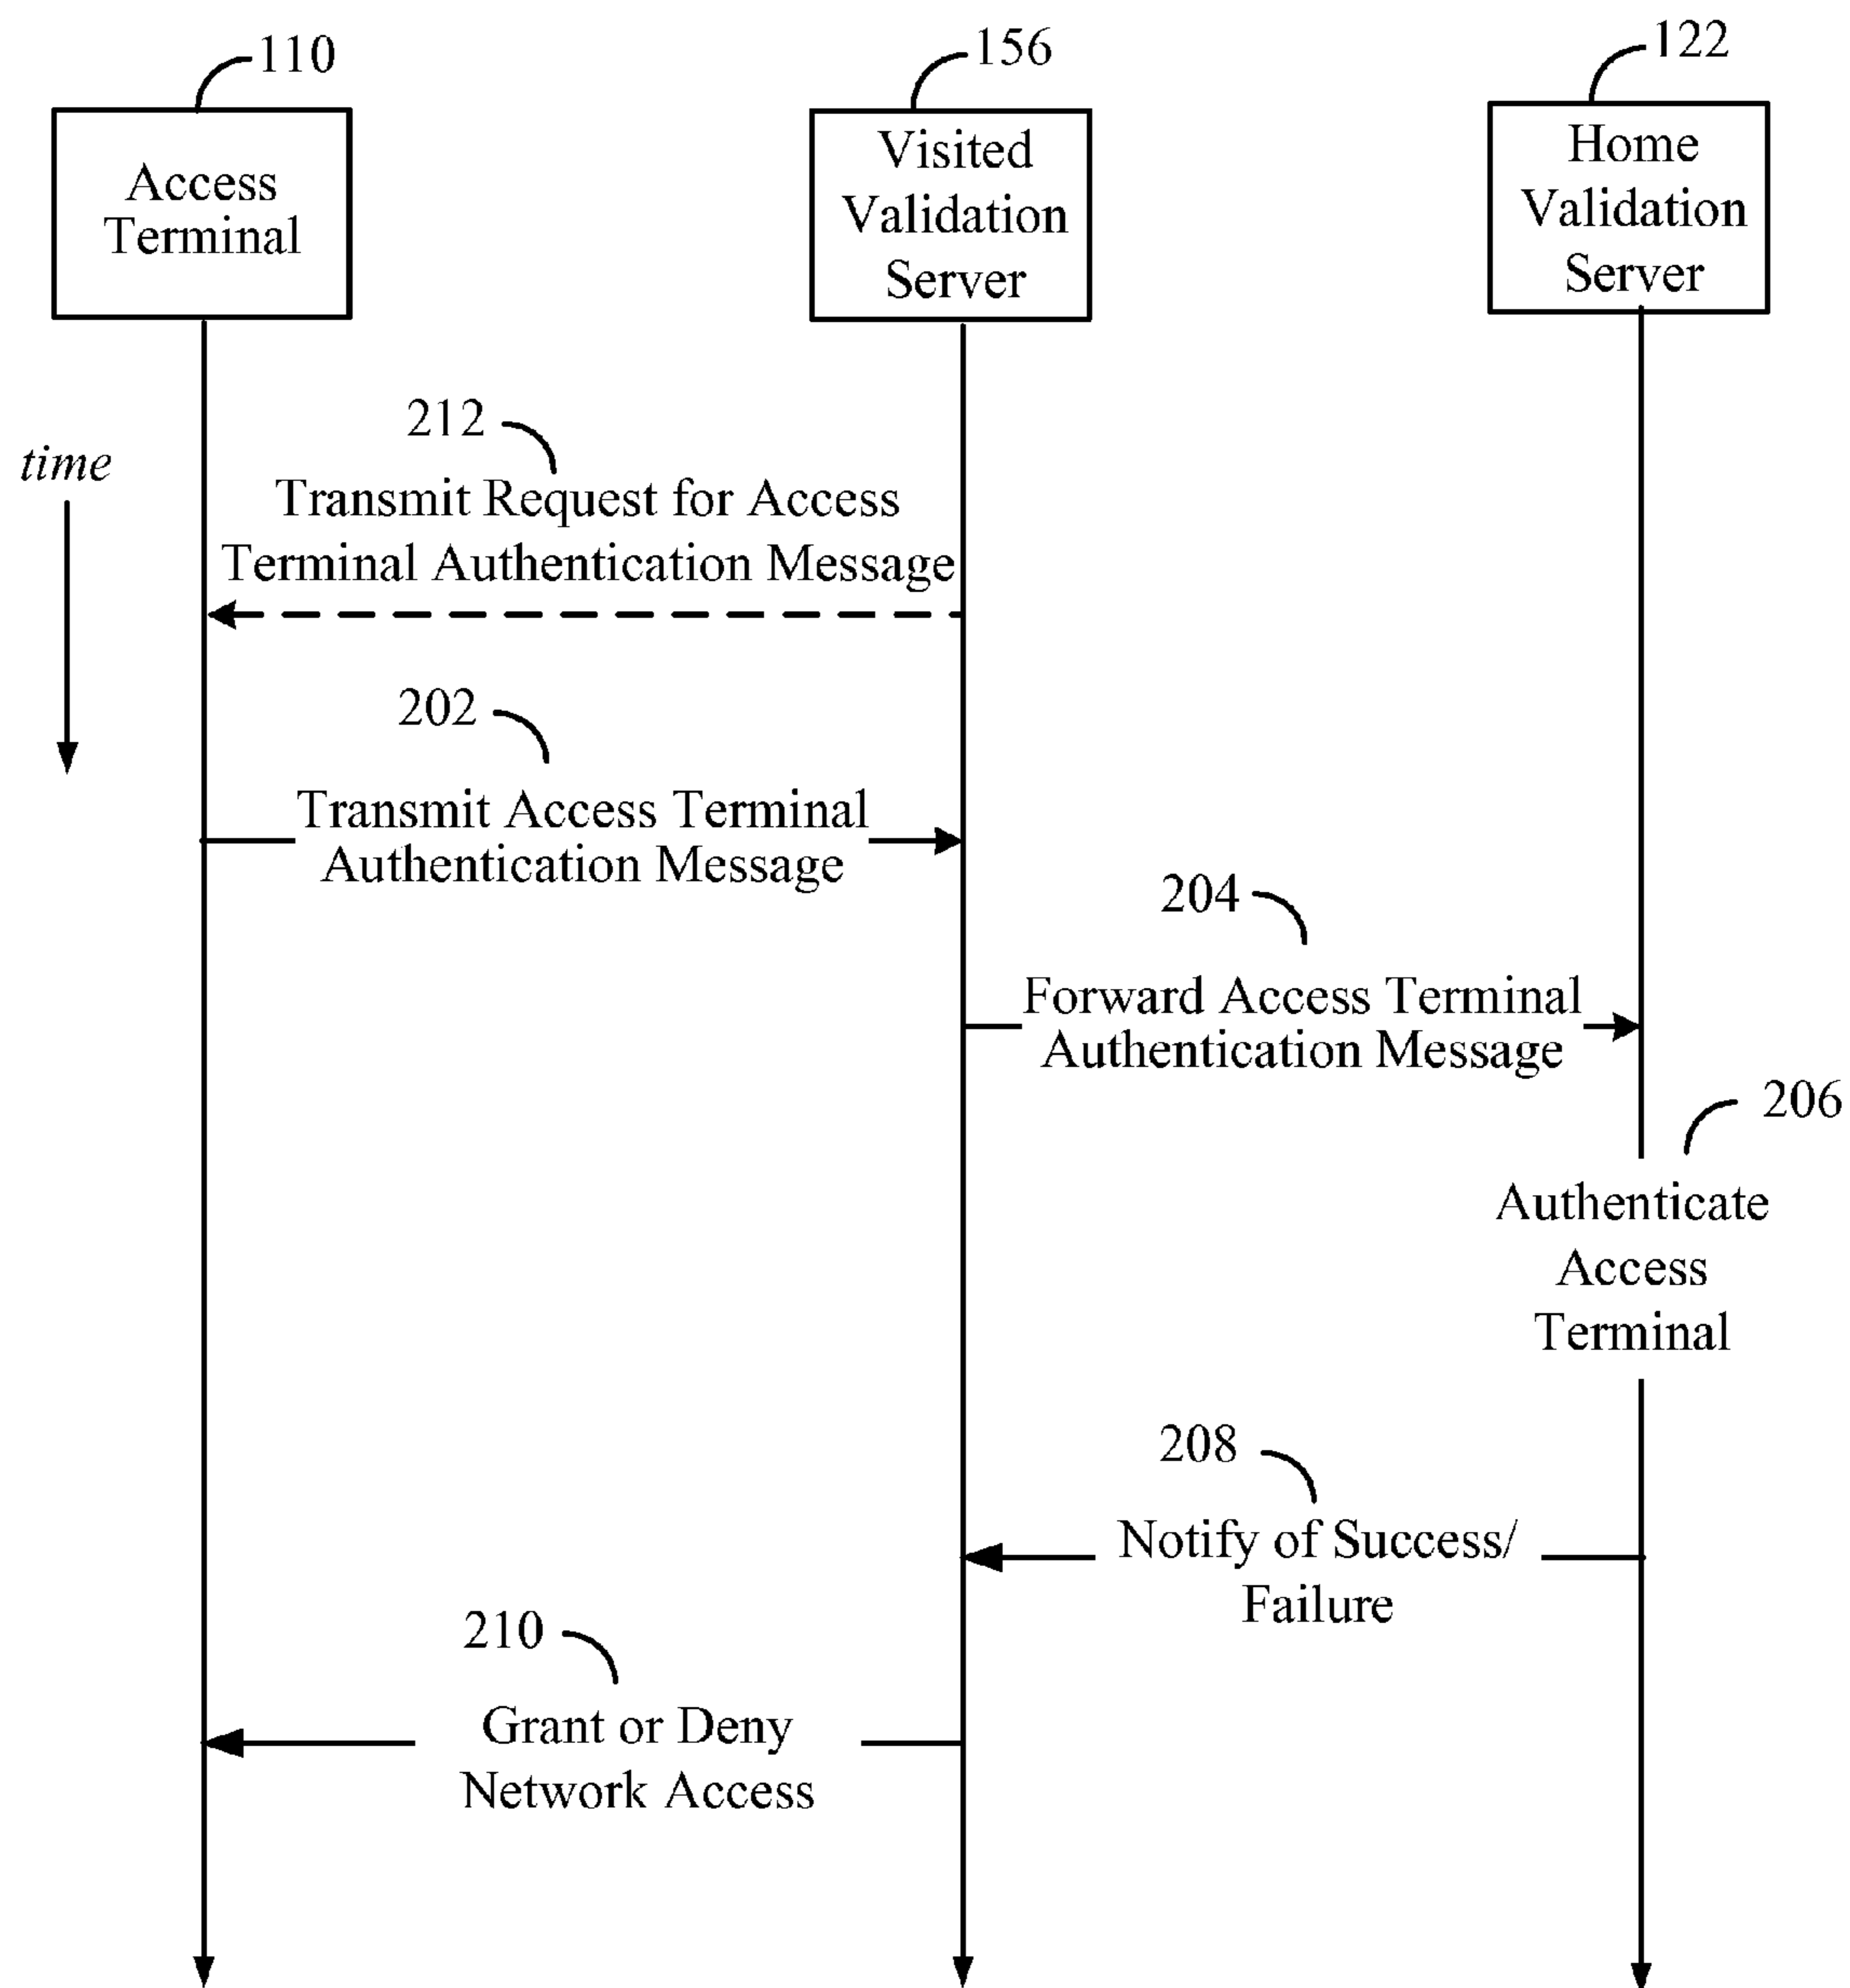 110
156
122
Access
Terminal
Visited
Validation
Server
Home
Validation
Server
time
212
Transmit Request for Access
Terminal Authentication Message
202
Transmit Access Terminal
Authentication Message
204
Forward Access Terminal
Authentication Message
206
Authenticate
Access
Terminal
208
Notify of Success/
Failure
210
Grant or Deny
Network Access